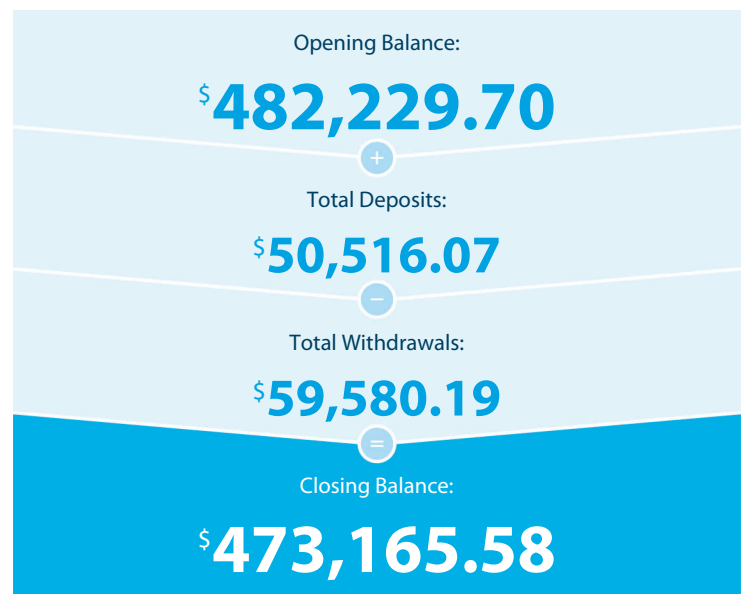 Opening Balance:
$482,229.70
+
Total Deposits:
$50,516.07
−
Total Withdrawals:
$59,580.19
=
Closing Balance:
$473,165.58